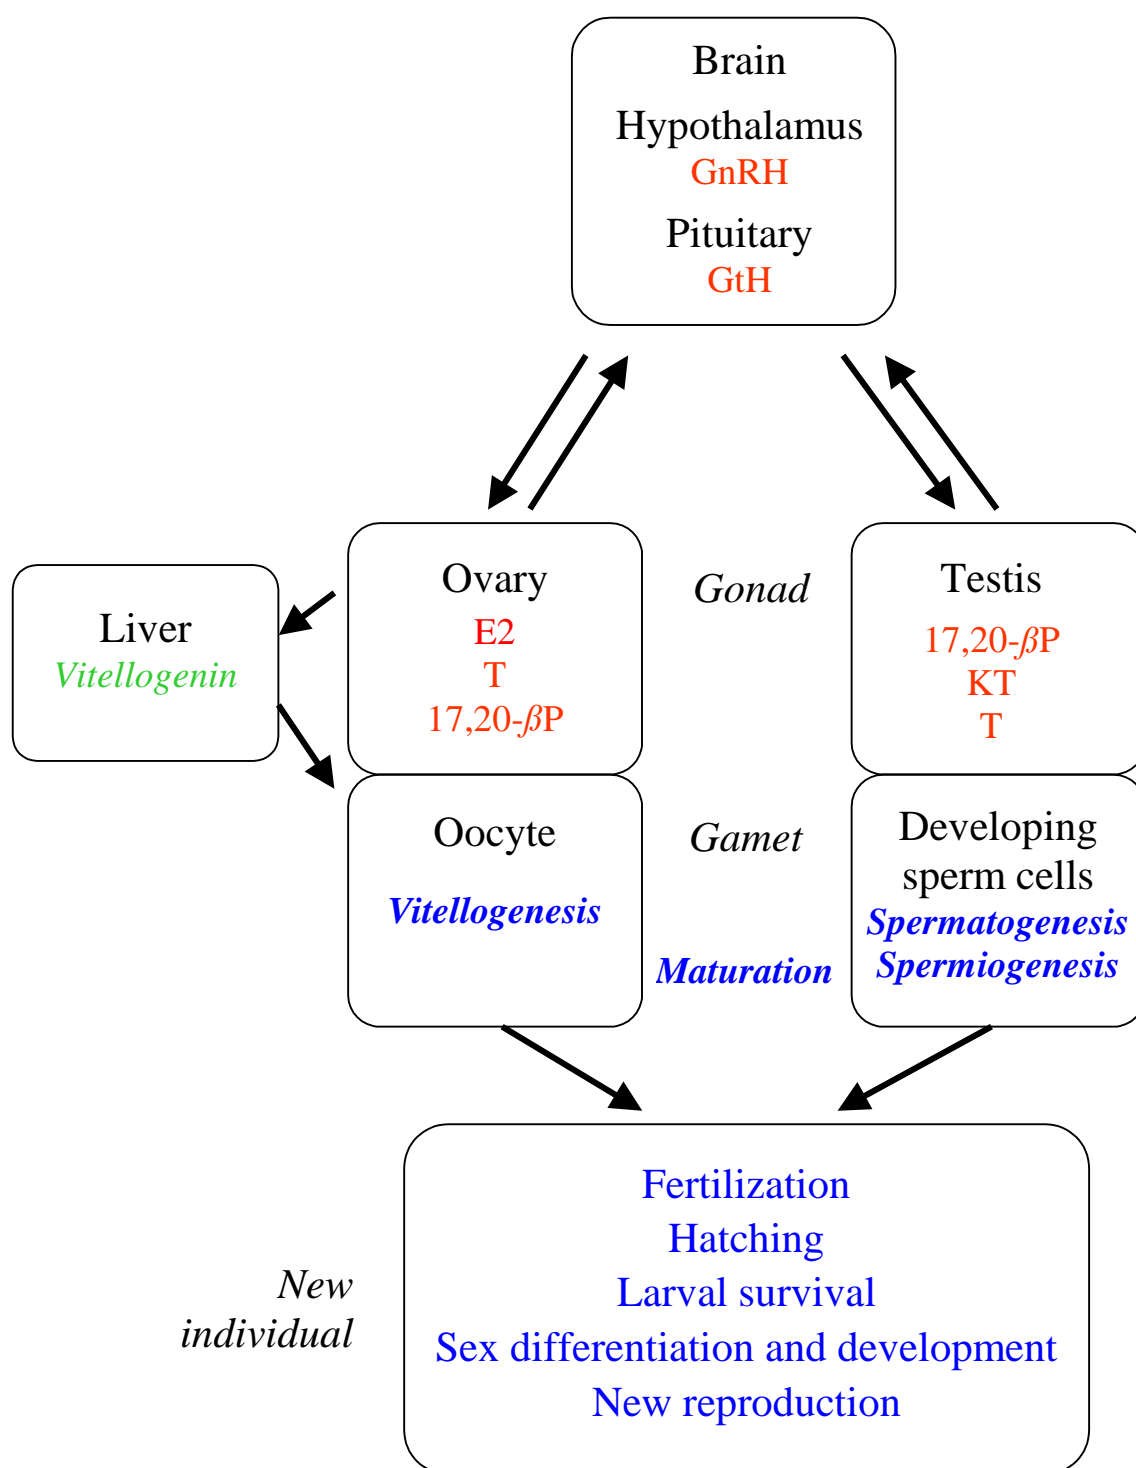 Brain
Hypothalamus
GnRH
Pituitary
GtH
Liver
Vitellogenin
Ovary
E2
T
17,20-βP
Gonad
Testis
17,20-βP
KT
T
Oocyte
Vitellogenesis
Gamet
Maturation
Developing
sperm cells
Spermatogenesis
Spermiogenesis
New
individual
Fertilization
Hatching
Larval survival
Sex differentiation and development
New reproduction